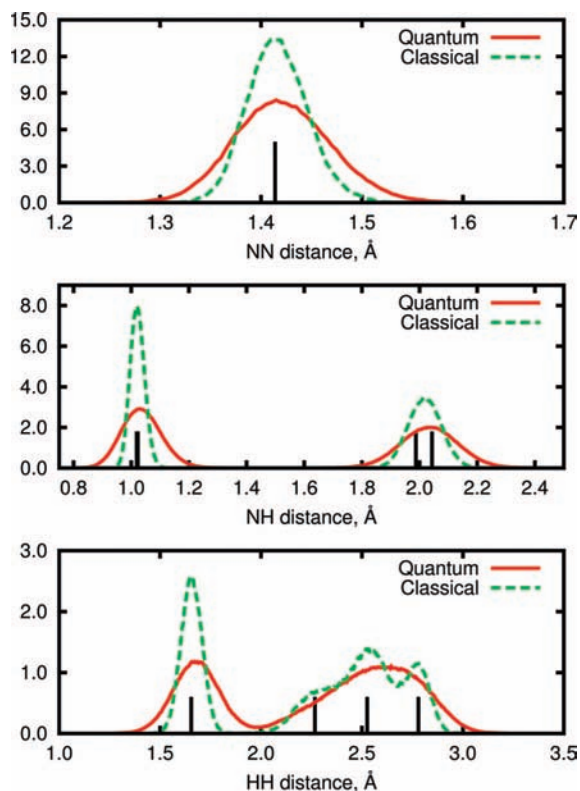 15.0
Quantum
Classical
12.0
9.0
6.0
3.0
0.0
1.2 1.3 1.4 1.5 1.6 1.7
NN distance, Å
8.0
Quantum
Classical
6.0
4.0
2.0
0.0
0.8 1.0 1.2 1.4 1.6 1.8 2.0 2.2 2.4
NH distance, Å
3.0
Quantum
Classical
2.0
1.0
0.0
1.0 1.5 2.0 2.5 3.0 3.5
HH distance, Å